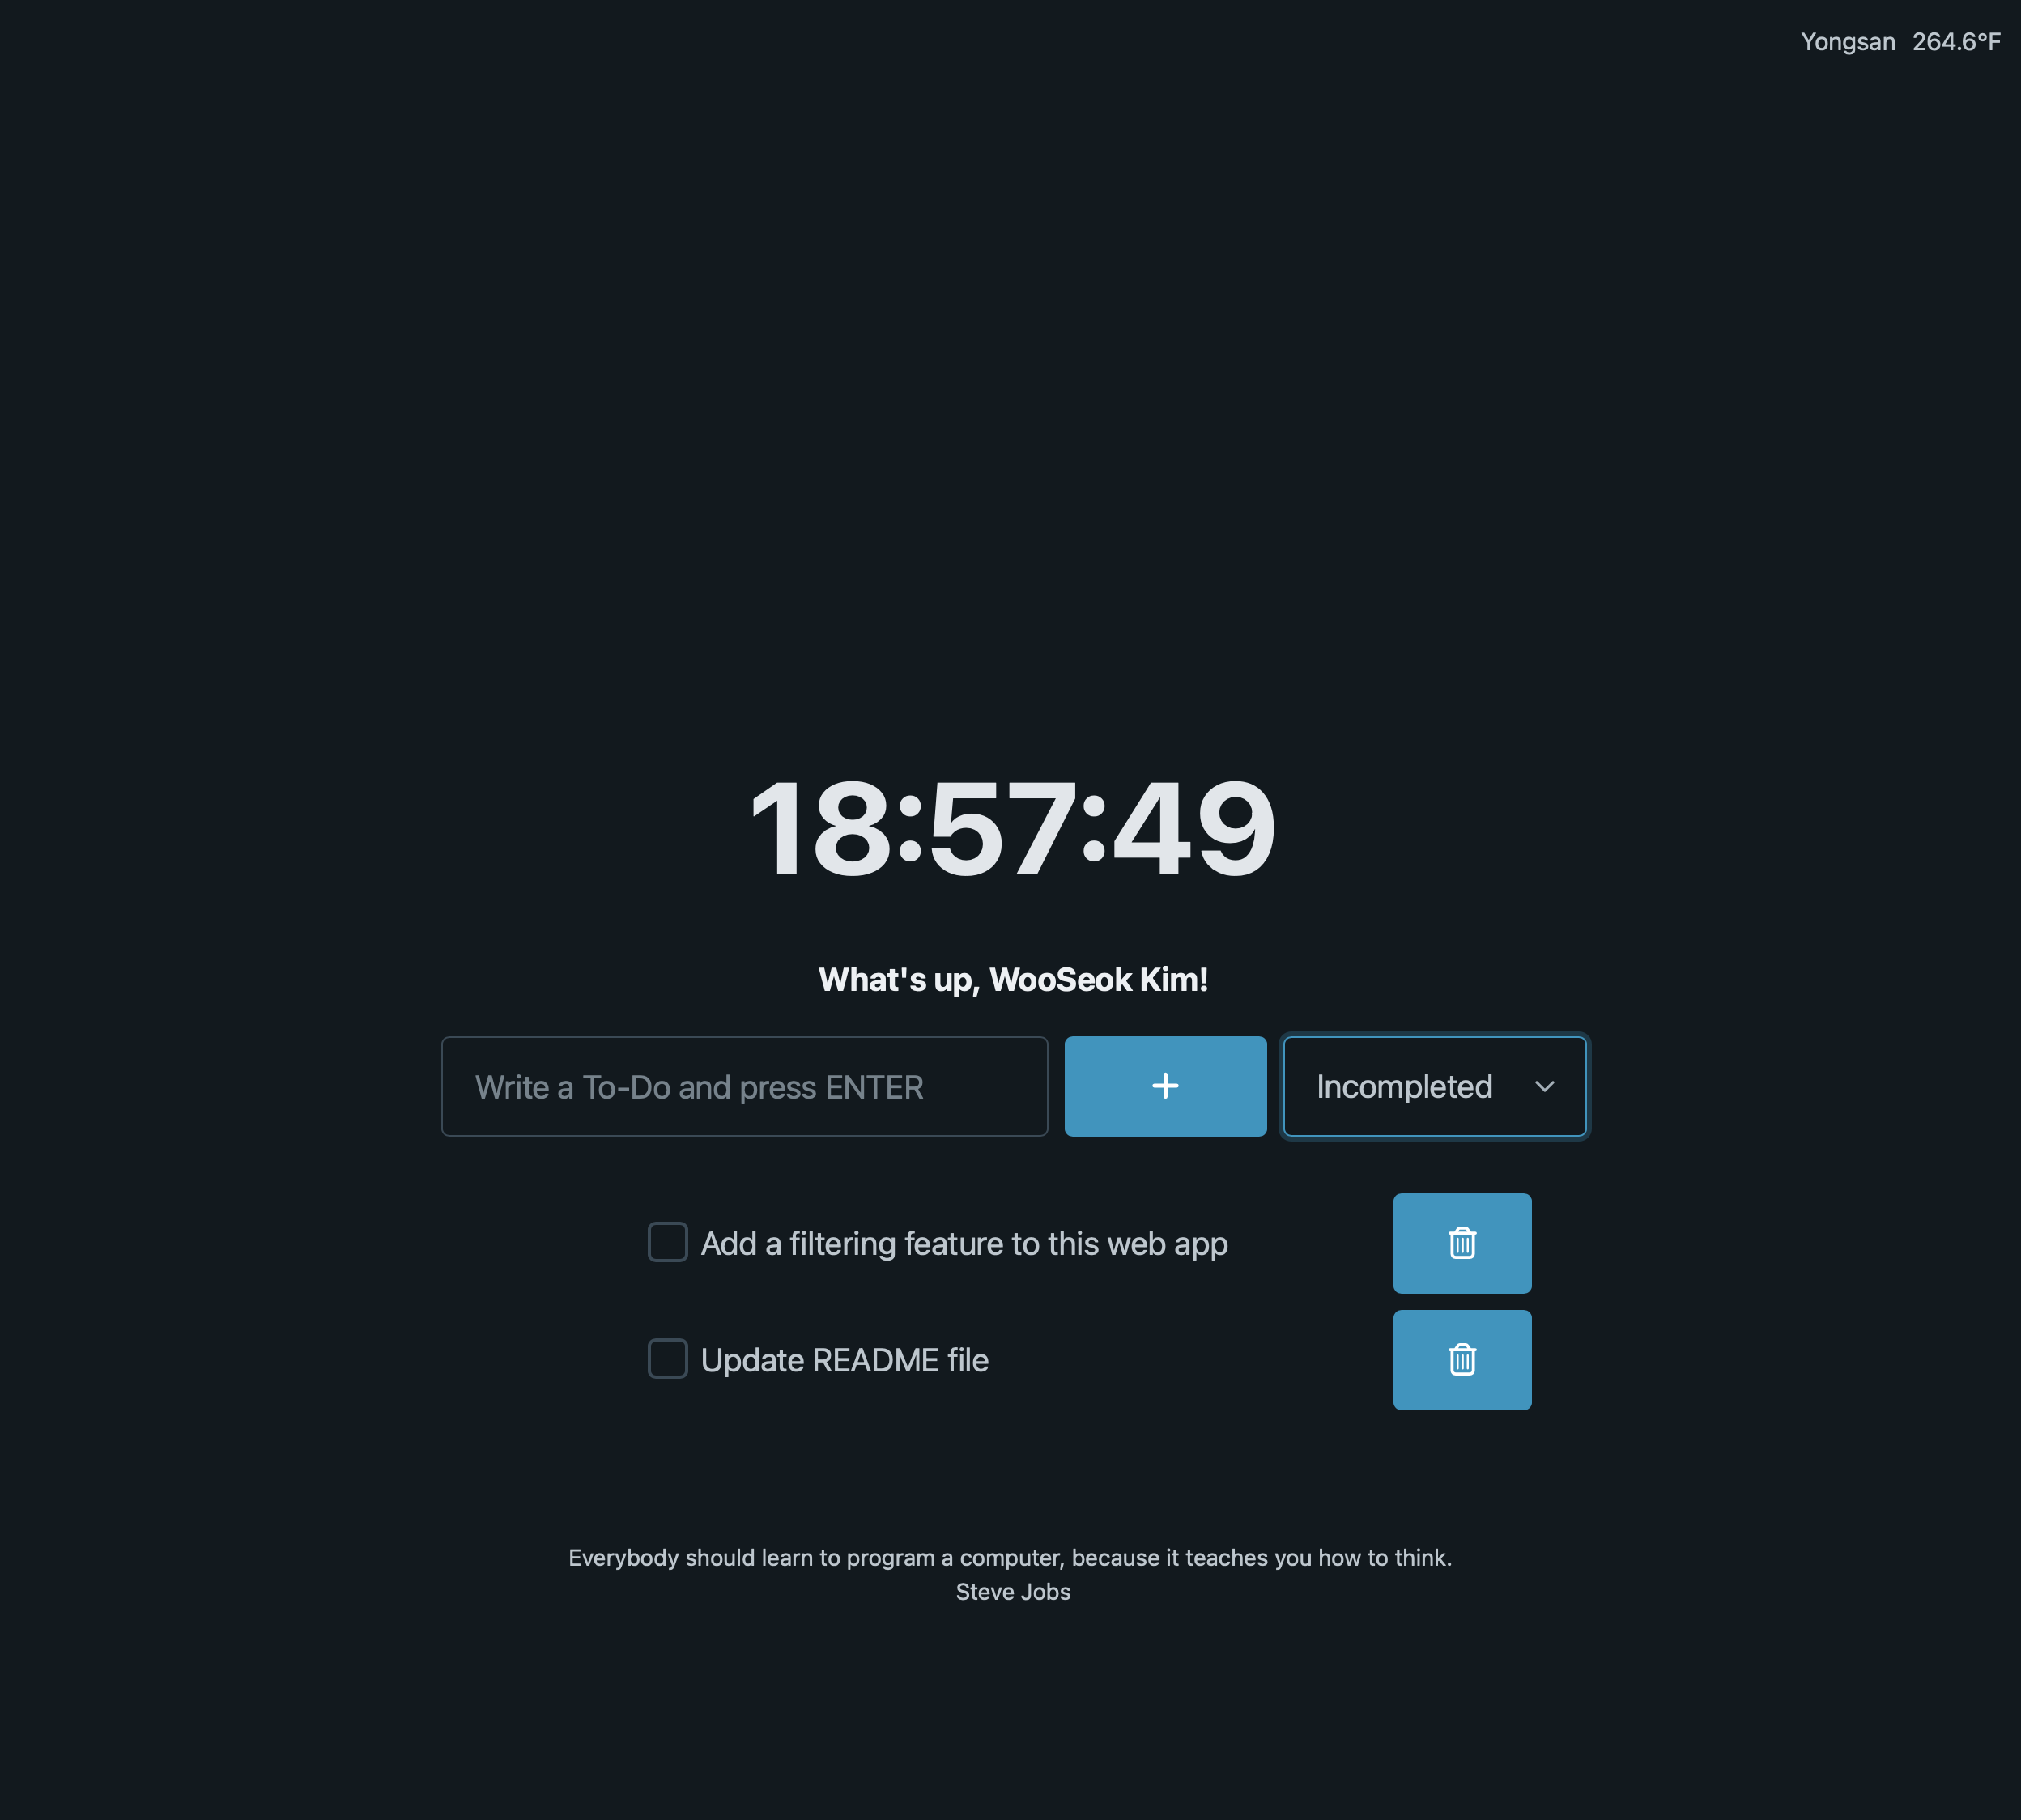 Yongsan 264.6°F
18:57:49
What's up, WooSeok Kim!
Write a To-Do and press ENTER
+
Incompleted
Add a filtering feature to this web app
Update README file
Everybody should learn to program a computer, because it teaches you how to think.
Steve Jobs